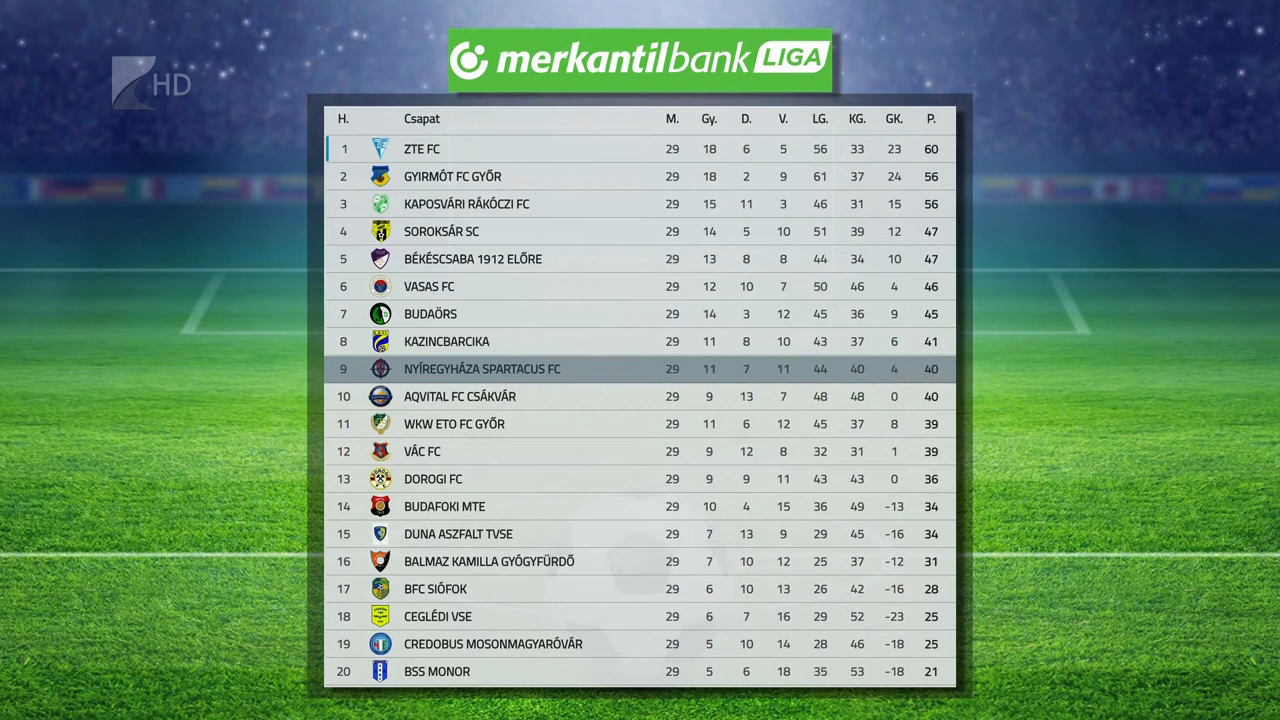 HD
merkantilbank LIGA
H. Csapat M. Gy. D. V. LG. KG. GK. P.
1 ZTE FC 29 18 6 5 56 33 23 60
2 GYIRMÓT FC GYŐR 29 18 2 9 61 37 24 56
3 KAPOSVÁRI RÁKÓCZI FC 29 15 11 3 46 31 15 56
4 SOROKSÁR SC 29 14 5 10 51 39 12 47
5 BÉKÉSCSABA 1912 ELŐRE 29 13 8 8 44 34 10 47
6 VASAS FC 29 12 10 7 50 46 4 46
7 BUDAÖRS 29 14 3 12 45 36 9 45
8 KAZINCBARCIKA 29 11 8 10 43 37 6 41
9 NYÍREGYHÁZA SPARTACUS FC 29 11 7 11 44 40 4 40
10 AQVITAL FC CSÁKVÁR 29 9 13 7 48 48 0 40
11 WKW ETO FC GYŐR 29 11 6 12 45 37 8 39
12 VÁC FC 29 9 12 8 32 31 1 39
13 DOROGI FC 29 9 9 11 43 43 0 36
14 BUDAFOKI MTE 29 10 4 15 36 49 -13 34
15 DUNA ASZFALT TVSE 29 7 13 9 29 45 -16 34
16 BALMAZ KAMILLA GYÓGYFÜRDŐ 29 7 10 12 25 37 -12 31
17 BFC SIÓFOK 29 6 10 13 26 42 -16 28
18 CEGLÉDI VSE 29 6 7 16 29 52 -23 25
19 CREDOBUS MOSONMAGYARÓVÁR 29 5 10 14 28 46 -18 25
20 BSS MONOR 29 5 6 18 35 53 -18 21